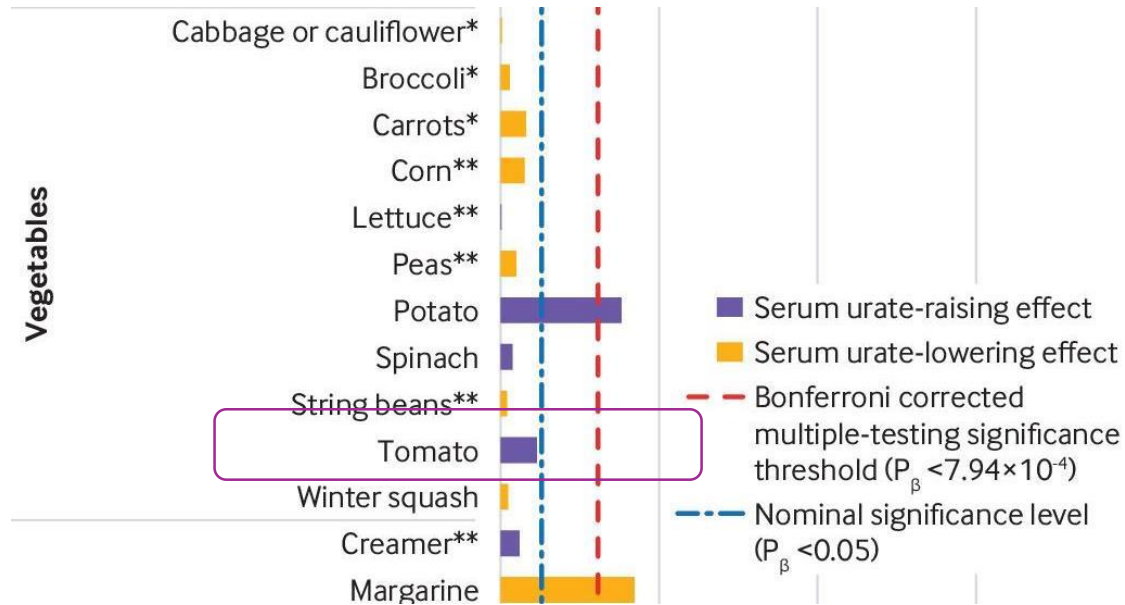 Vegetables
Cabbage or cauliflower*
Broccoli*
Carrots*
Corn**
Lettuce**
Peas**
Potato
Spinach
String beans**
Tomato
Winter squash
Creamer**
Margarine
Serum urate-raising effect
Serum urate-lowering effect
Bonferroni corrected
multiple-testing significance
threshold (Pβ <7.94×10⁻⁴)
Nominal significance level
(Pβ <0.05)